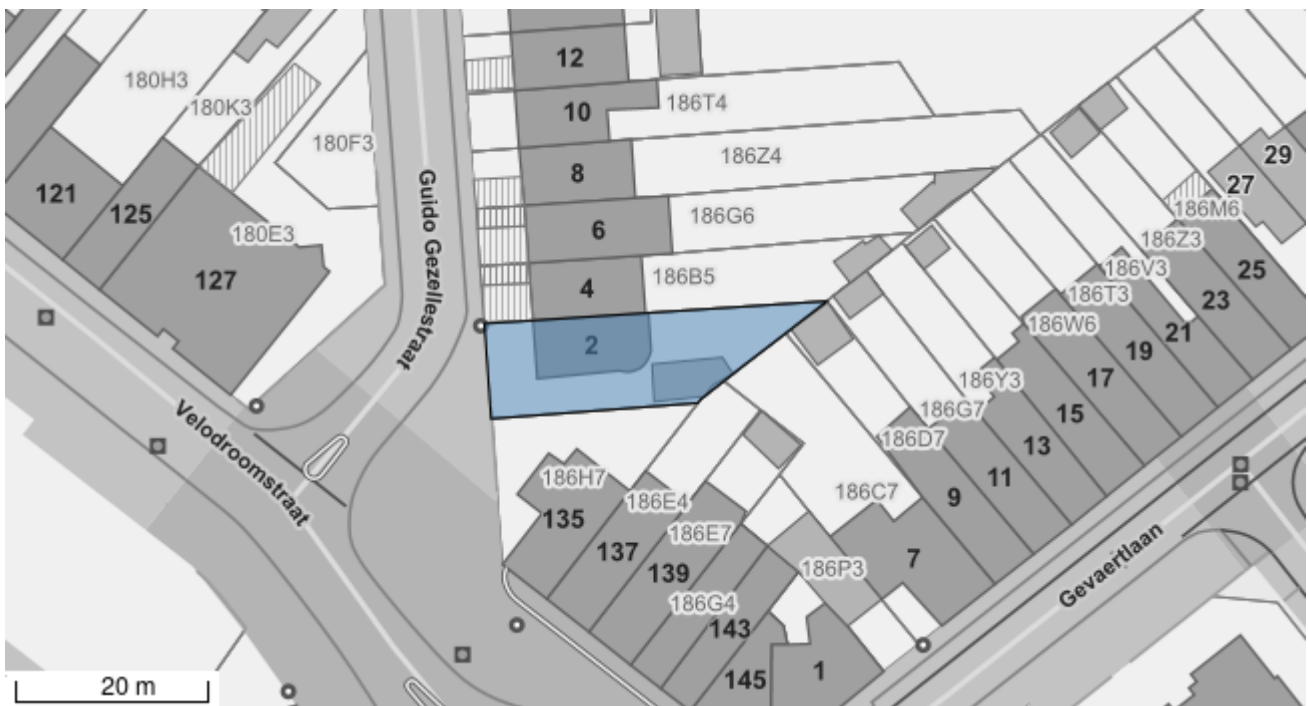 12
180H3
180K3
10
186T4
180F3
8
186Z4
29
27
121
125
6
186G6
186M6
180E3
186Z3
127
4
186B5
186V3
25
186T3
23
Guido Gezellestraat
2
186W6
21
19
186Y3
17
186G7
15
Velodroomstraat
186D7
13
186H7
186E4
186C7
11
9
135
137
186E7
139
186P3
7
Gevaertlaan
186G4
143
145
1
20 m